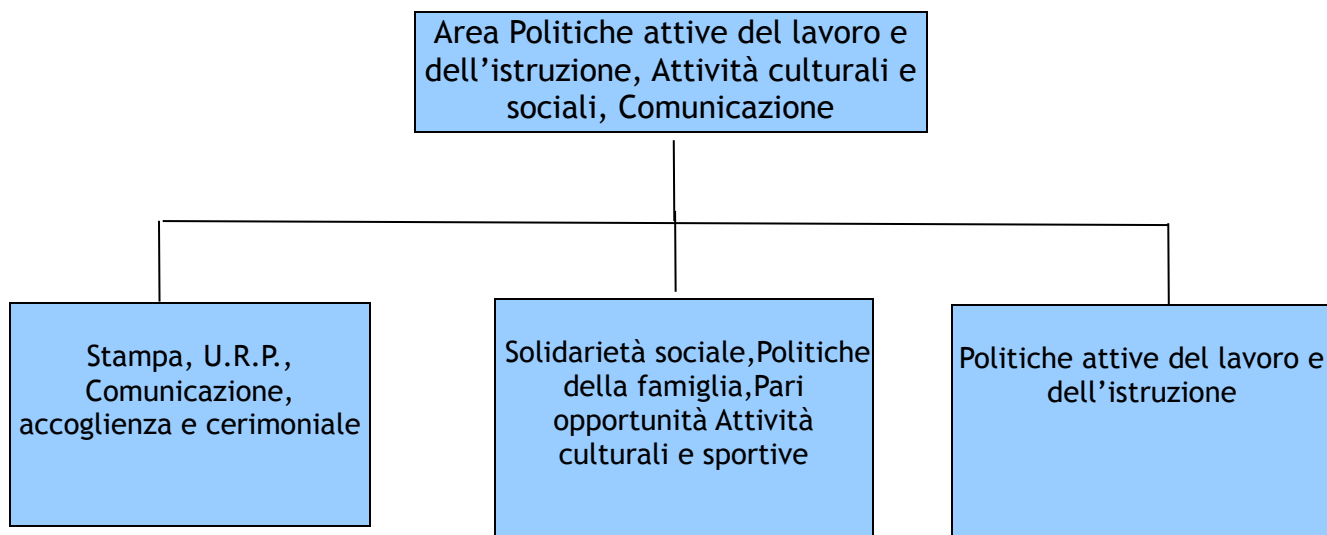 Area Politiche attive del lavoro e
dell’istruzione, Attività culturali e
sociali, Comunicazione
Stampa, U.R.P.,
Comunicazione,
accoglienza e cerimoniale
Solidarietà sociale,Politiche
della famiglia,Pari
opportunità Attività
culturali e sportive
Politiche attive del lavoro e
dell’istruzione